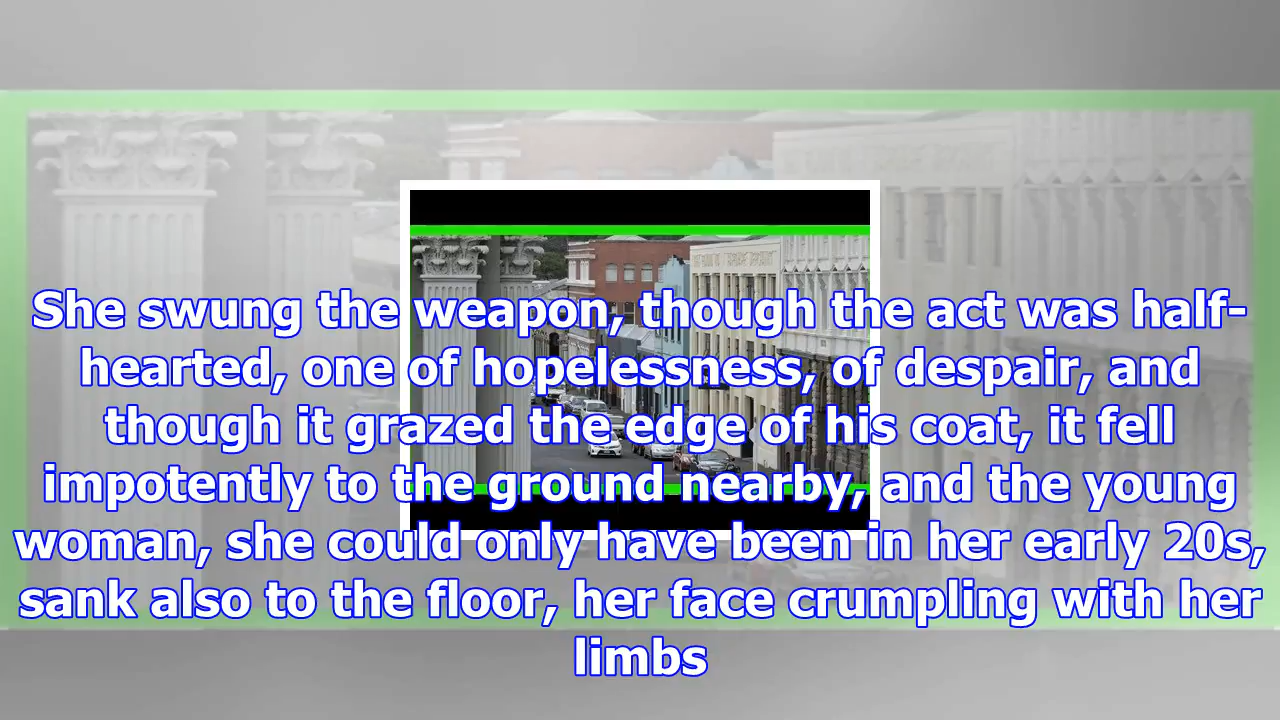 She swung the weapon, though the act was half-
hearted, one of hopelessness, of despair, and
though it grazed the edge of his coat, it fell
impotently to the ground nearby, and the young
woman, she could only have been in her early 20s,
sank also to the floor, her face crumpling with her
limbs